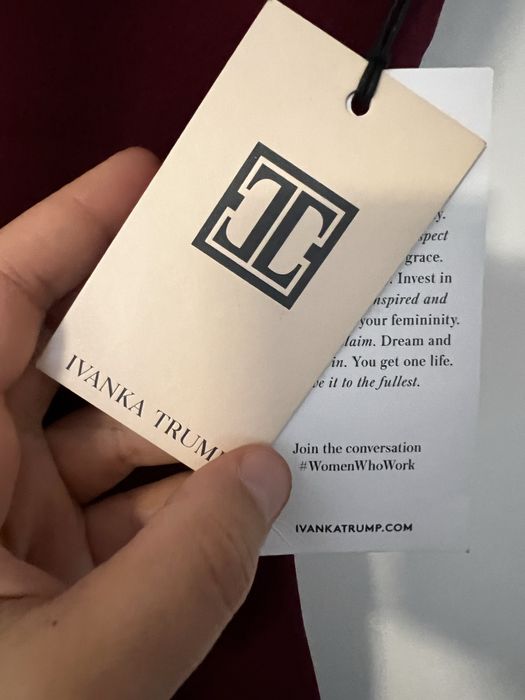 IVANKA TRUMP
y.
spect
grace.
. Invest in
nspired and
your femininity.
laim. Dream and
in. You get one life.
ve it to the fullest.
Join the conversation
#WomenWhoWork
IVANKATRUMP.COM